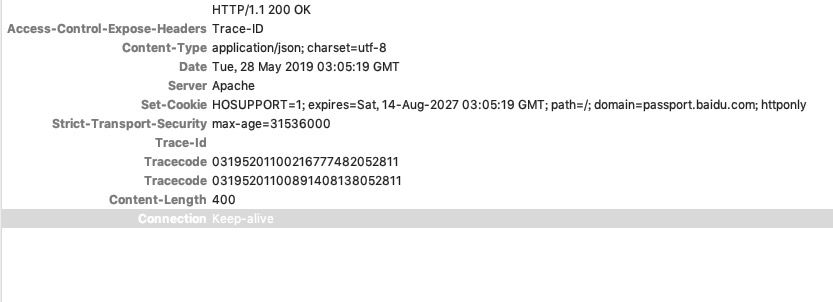 HTTP/1.1 200 OK
Access-Control-Expose-Headers Trace-ID
Content-Type application/json; charset=utf-8
Date Tue, 28 May 2019 03:05:19 GMT
Server Apache
Set-Cookie HOSUPPORT=1; expires=Sat, 14-Aug-2027 03:05:19 GMT; path=/; domain=passport.baidu.com; httponly
Strict-Transport-Security max-age=31536000
Trace-Id
Tracecode 03195201100216777482052811
Tracecode 03195201100891408138052811
Content-Length 400
Connection Keep-alive